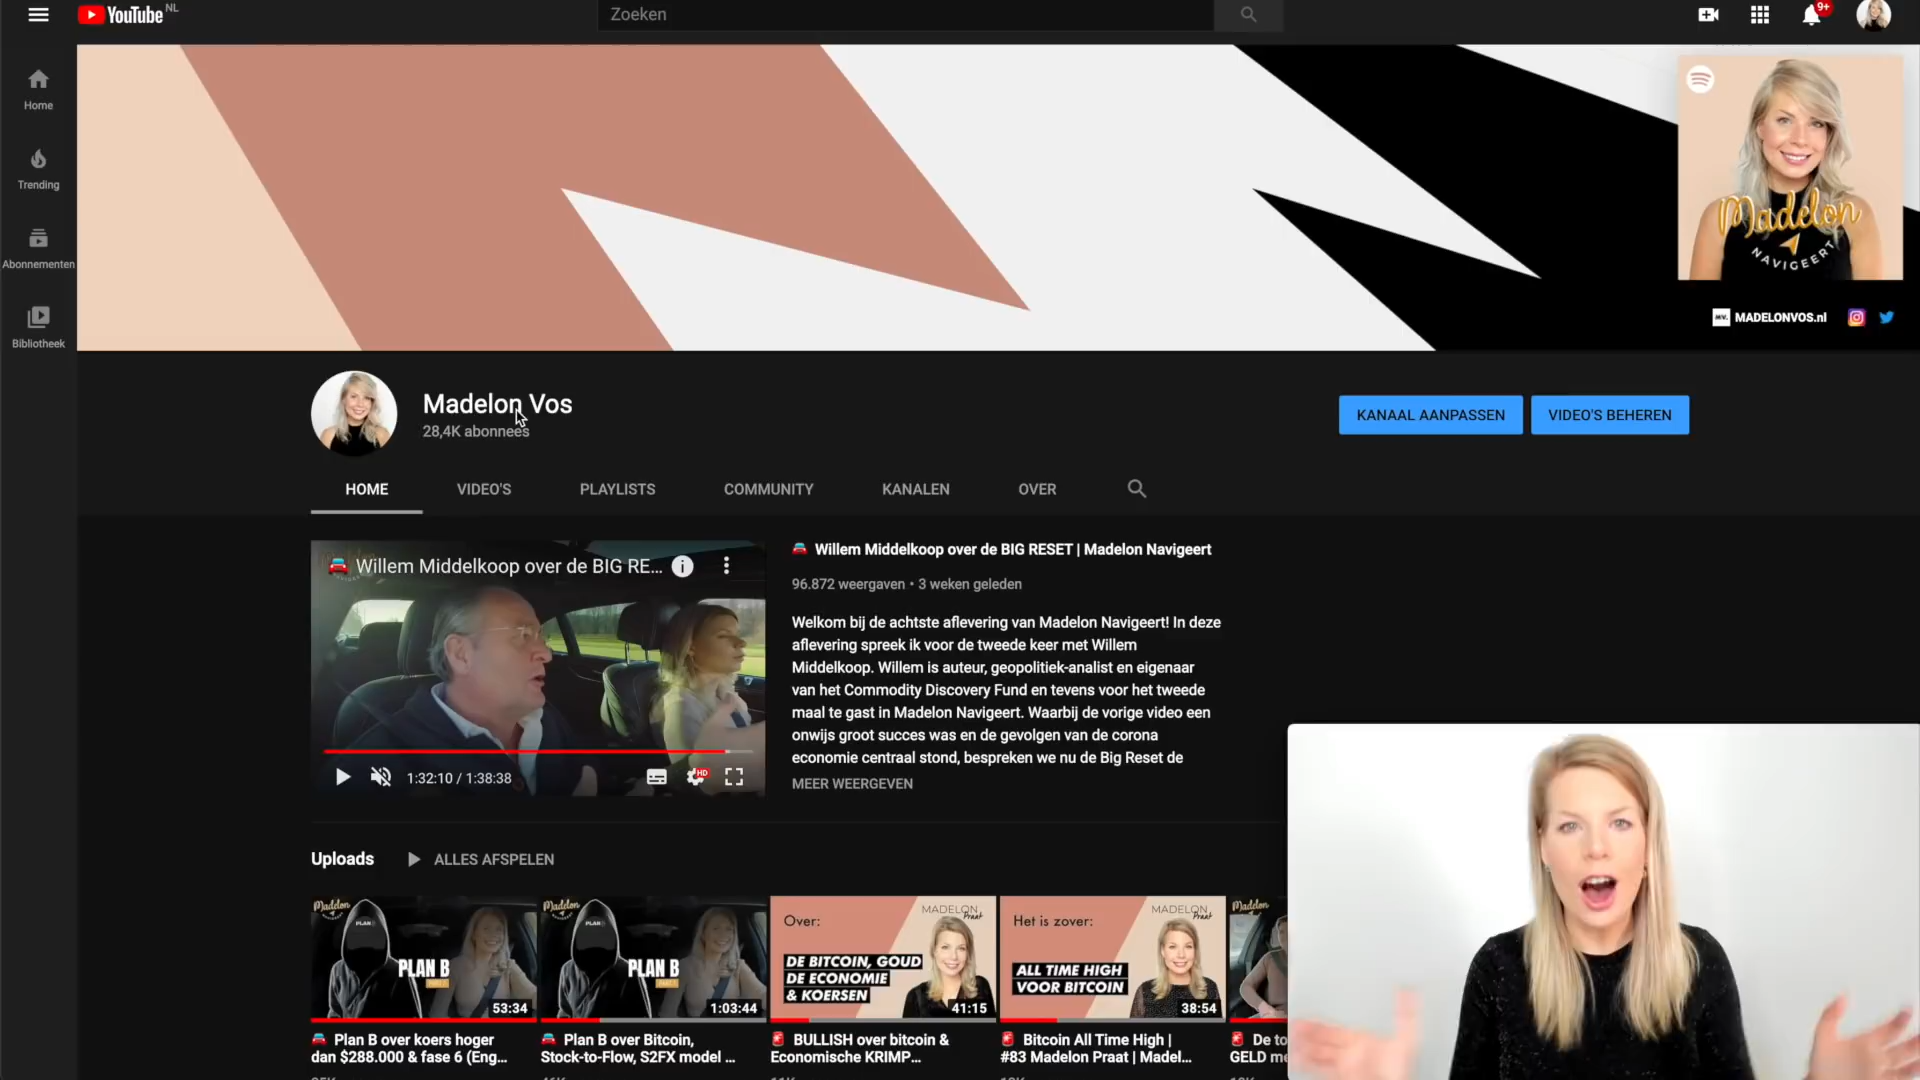 YouTube NL
Zoeken
9+
Home
Trending
Abonnementen
Bibliotheek
Madelon
NAVIGEERT
MV. MADELONVOS.nl
Madelon Vos
28,4K abonnees
KANAAL AANPASSEN
VIDEO'S BEHEREN
HOME
VIDEO'S
PLAYLISTS
COMMUNITY
KANALEN
OVER
Willem Middelkoop over de BIG RE...
HD
1:32:10 / 1:38:38
Willem Middelkoop over de BIG RESET | Madelon Navigeert
96.872 weergaven • 3 weken geleden
Welkom bij de achtste aflevering van Madelon Navigeert! In deze
aflevering spreek ik voor de tweede keer met Willem
Middelkoop. Willem is auteur, geopolitiek-analist en eigenaar
van het Commodity Discovery Fund en tevens voor het tweede
maal te gast in Madelon Navigeert. Waarbij de vorige video een
onwijs groot succes was en de gevolgen van de corona
economie centraal stond, bespreken we nu de Big Reset de
MEER WEERGEVEN
Uploads
ALLES AFSPELEN
Madelon
PLAN B
53:34
Plan B over koers hoger
dan $288.000 & fase 6 (Eng...
Madelon
PLAN B
1:03:44
Plan B over Bitcoin,
Stock-to-Flow, S2FX model ...
Over:
MADELON
Praat
DE BITCOIN, GOUD
DE ECONOMIE
& KOERSEN
41:15
BULLISH over bitcoin &
Economische KRIMP...
Het is zover:
MADELON
Praat
ALL TIME HIGH
VOOR BITCOIN
38:54
Bitcoin All Time High |
#83 Madelon Praat | Madel...
Madelon
De to
GELD me